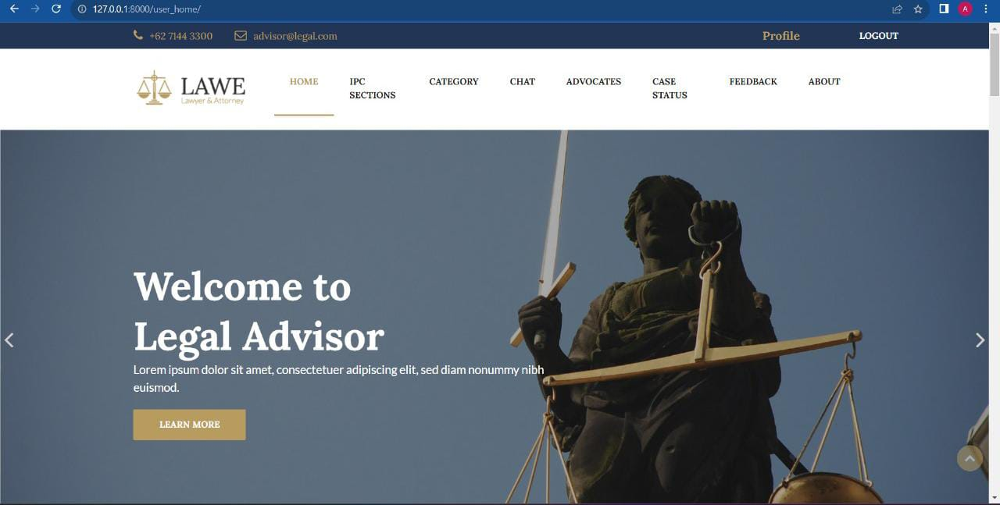 127.0.0.1:8000/user_home/
A
+62 7144 3300
advisor@legal.com
Profile
LOGOUT
LAWE
Lawyer & Attorney
HOME
IPC
SECTIONS
CATEGORY
CHAT
ADVOCATES
CASE
STATUS
FEEDBACK
ABOUT
Welcome to
Legal Advisor
Lorem ipsum dolor sit amet, consectetuer adipiscing elit, sed diam nonummy nibh
euismod.
LEARN MORE